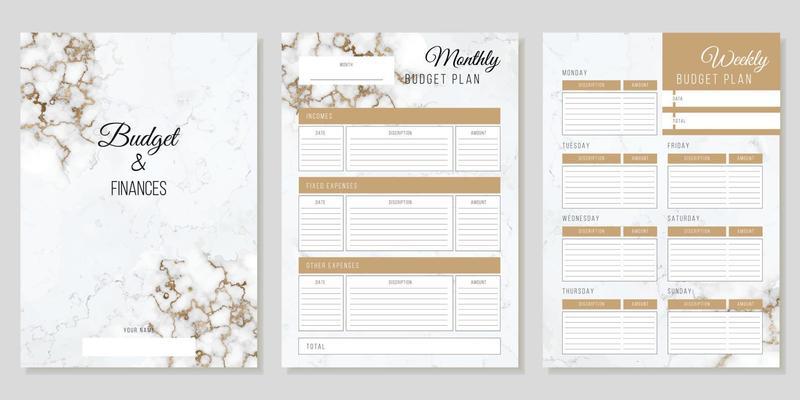 Budget
&
FINANCES
YOUR NAME
MONTH
Monthly
BUDGET PLAN
INCOMES
DATE DISCRIPTION AMOUNT
FIXED EXPENSES
DATE DISCRIPTION AMOUNT
OTHER EXPENSES
DATE DISCRIPTION AMOUNT
TOTAL
Weekly
BUDGET PLAN
DATA
TOTAL
MONDAY
DISCRIPTION AMOUNT
TUESDAY
DISCRIPTION AMOUNT
FRIDAY
DISCRIPTION AMOUNT
WEDNESDAY
DISCRIPTION AMOUNT
SATURDAY
DISCRIPTION AMOUNT
THURSDAY
DISCRIPTION AMOUNT
SUNDAY
DISCRIPTION AMOUNT